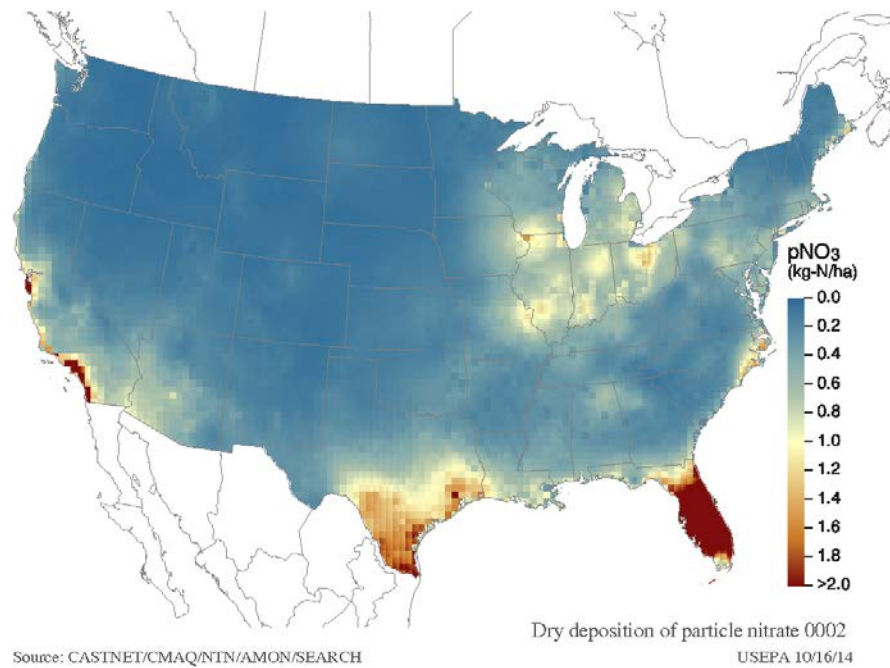 pNO3
(kg-N/ha)
0.0
0.2
0.4
0.6
0.8
1.0
1.2
1.4
1.6
1.8
>2.0
Dry deposition of particle nitrate 0002
Source: CASTNET/CMAQ/NTN/AMON/SEARCH
USEPA 10/16/14